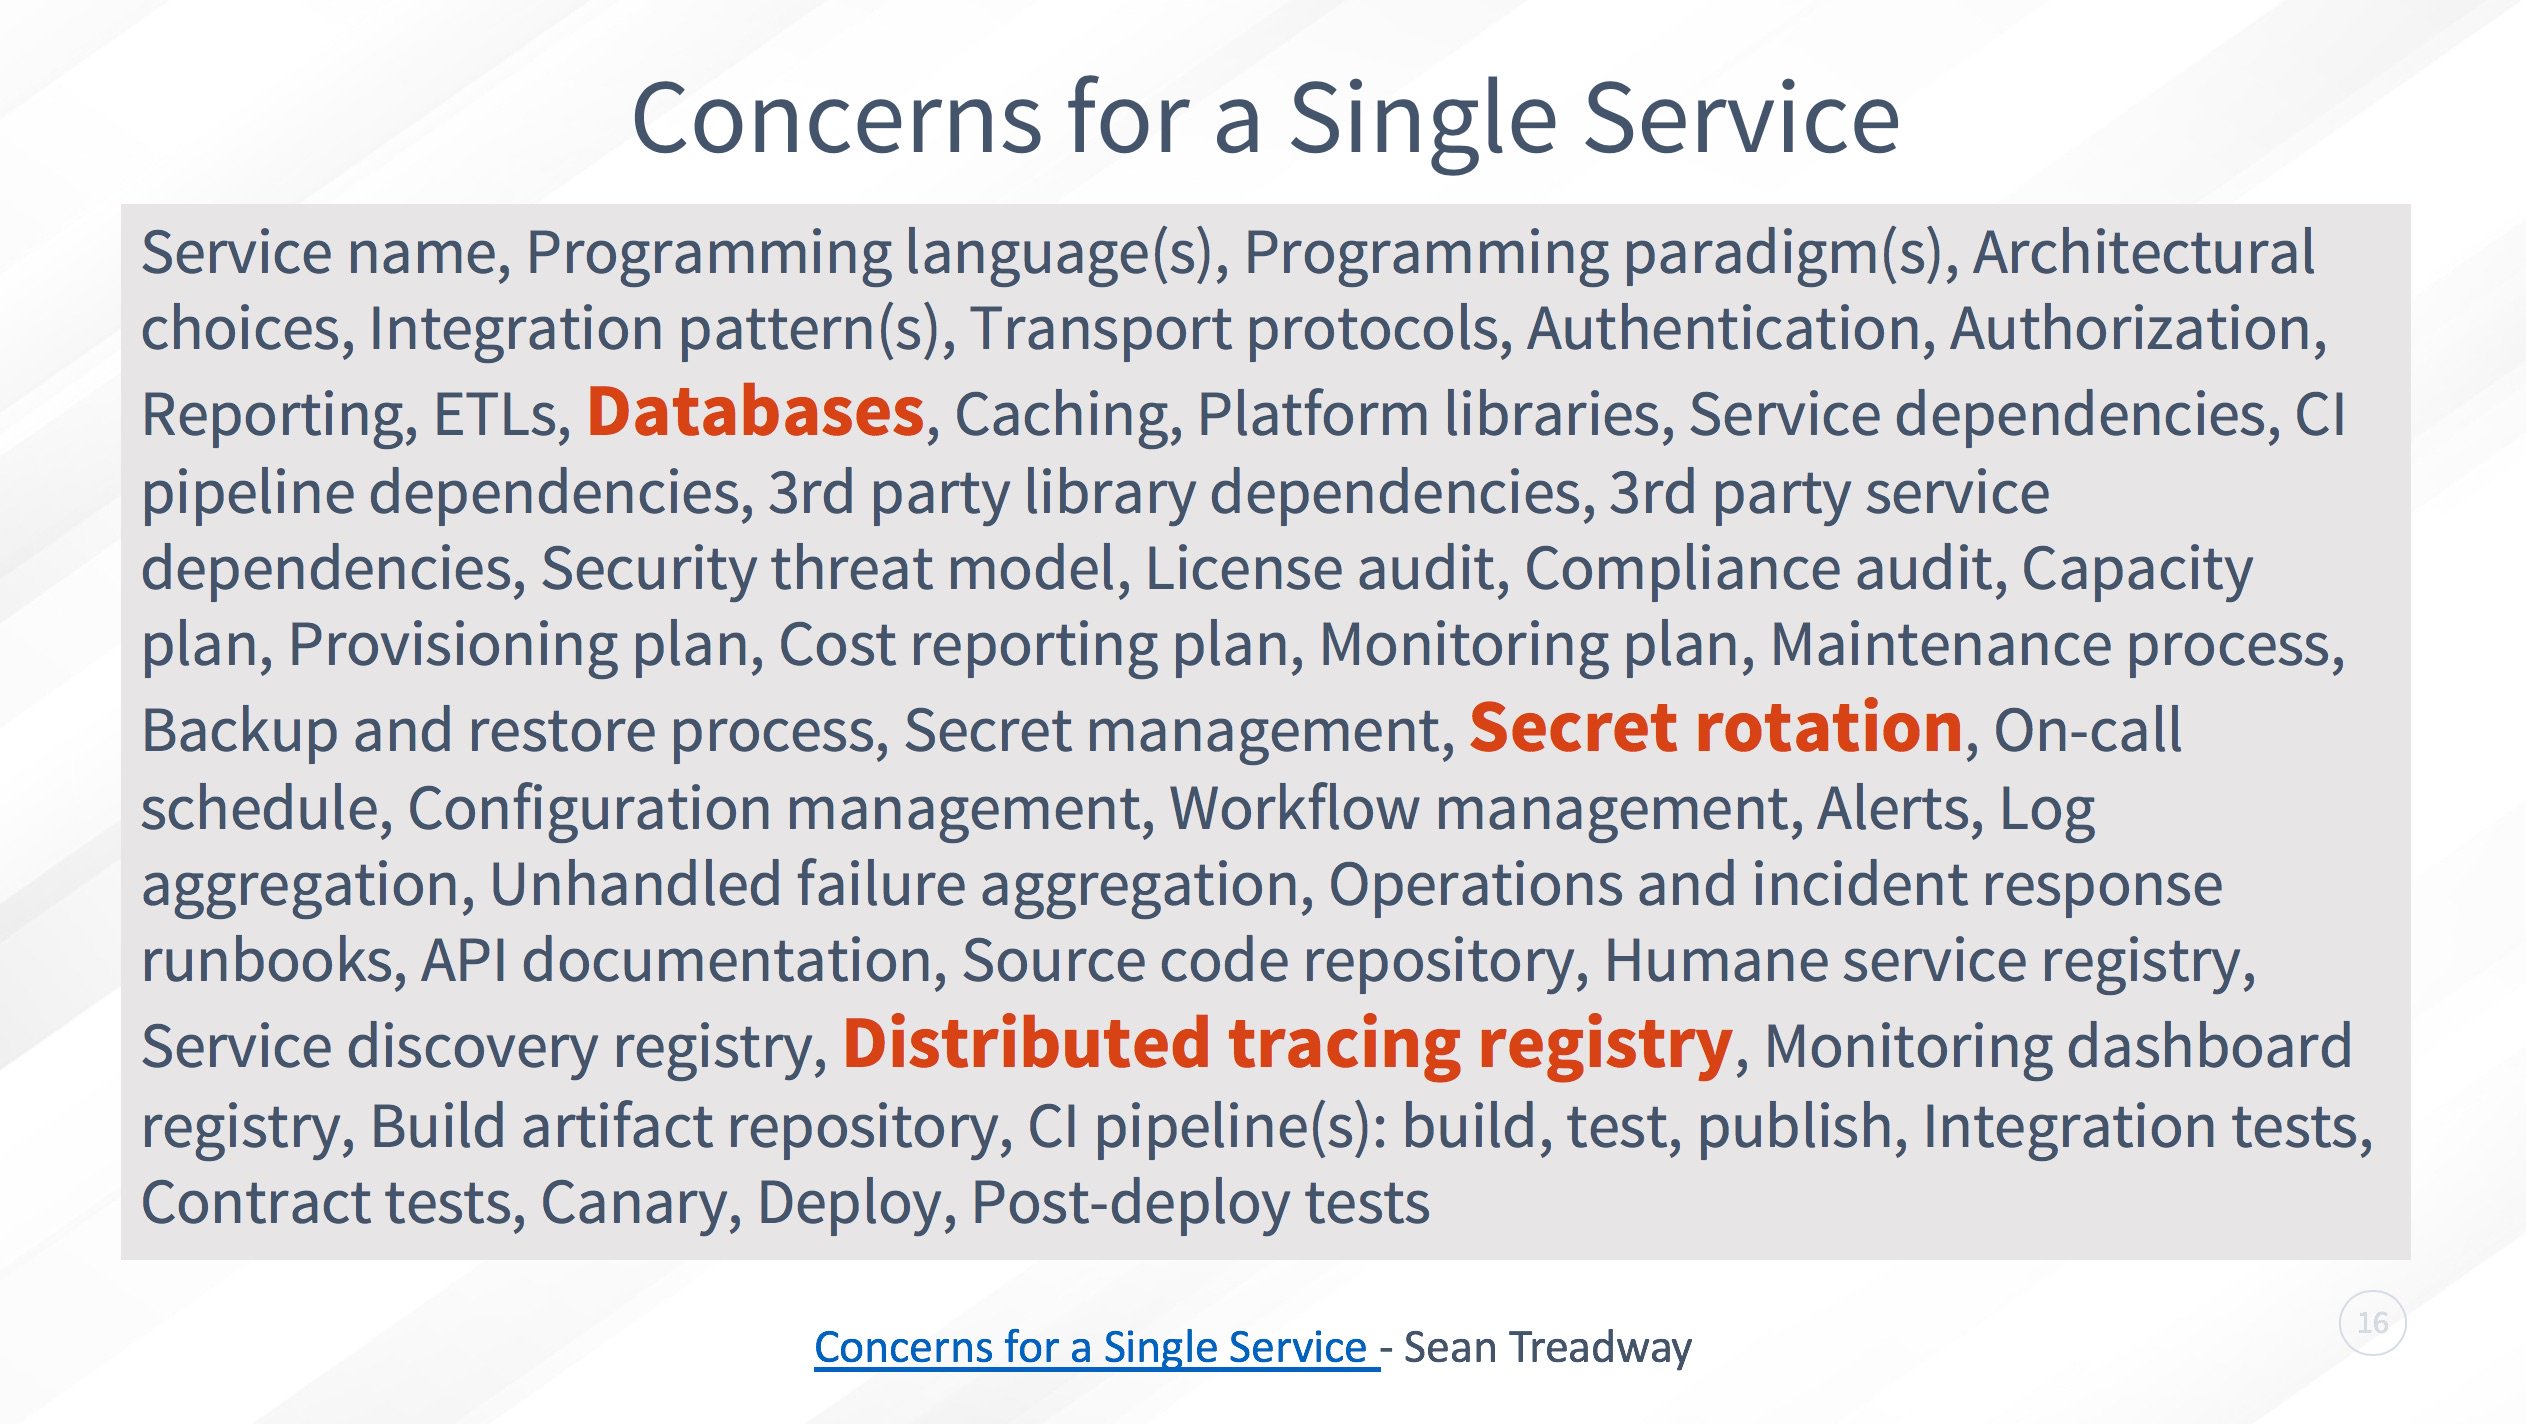 Concerns for a Single Service
Service name, Programming language(s), Programming paradigm(s), Architectural
choices, Integration pattern(s), Transport protocols, Authentication, Authorization,
Reporting, ETLs, Databases, Caching, Platform libraries, Service dependencies, CI
pipeline dependencies, 3rd party library dependencies, 3rd party service
dependencies, Security threat model, License audit, Compliance audit, Capacity
plan, Provisioning plan, Cost reporting plan, Monitoring plan, Maintenance process,
Backup and restore process, Secret management, Secret rotation, On-call
schedule, Configuration management, Workflow management, Alerts, Log
aggregation, Unhandled failure aggregation, Operations and incident response
runbooks, API documentation, Source code repository, Humane service registry,
Service discovery registry, Distributed tracing registry, Monitoring dashboard
registry, Build artifact repository, CI pipeline(s): build, test, publish, Integration tests,
Contract tests, Canary, Deploy, Post-deploy tests
16
Concerns for a Single Service - Sean Treadway